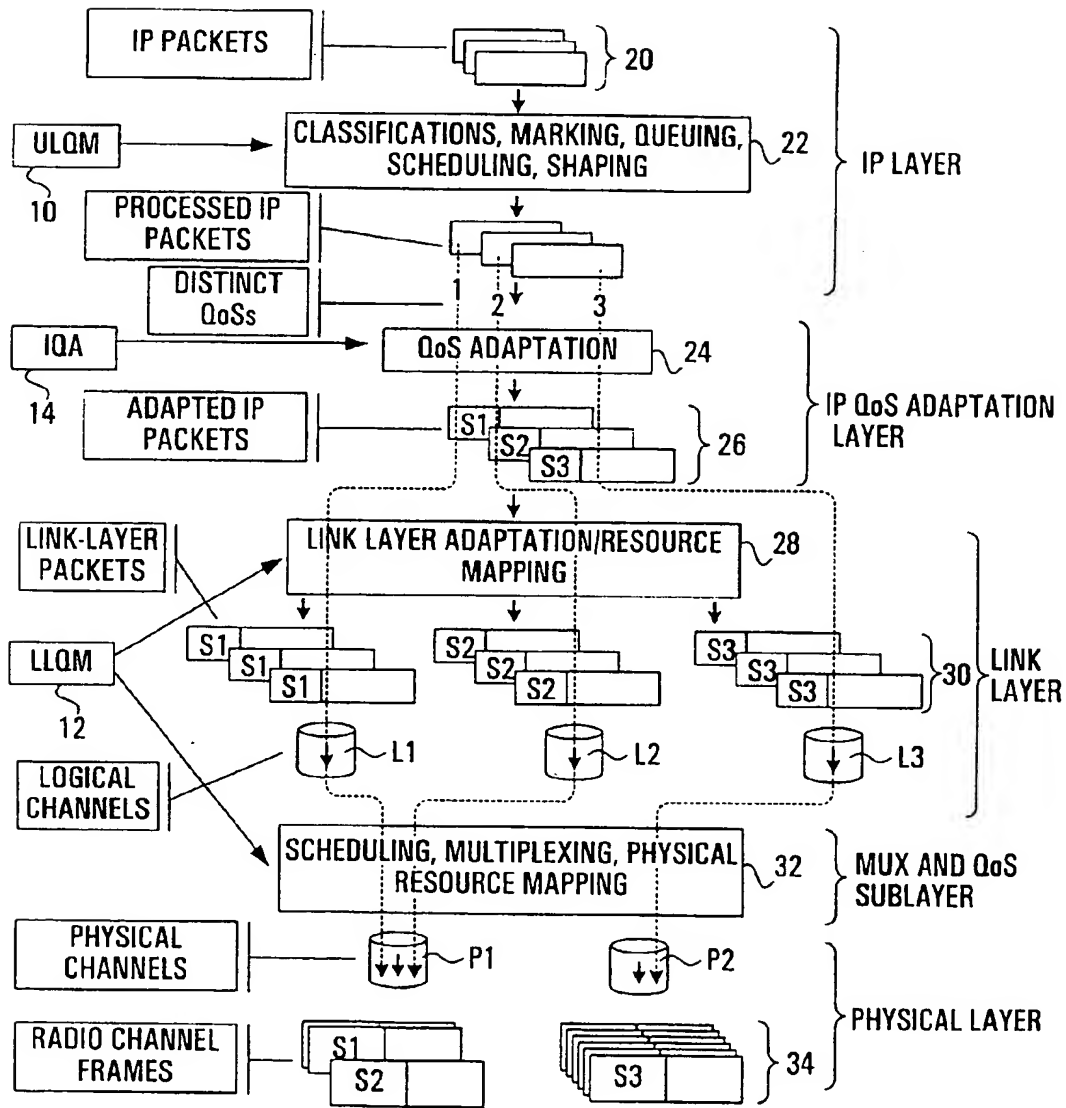 IP PACKETS
20
ULQM
10
CLASSIFICATIONS, MARKING, QUEUING,
SCHEDULING, SHAPING
22
IP LAYER
PROCESSED IP
PACKETS
DISTINCT
QoSs
1
2
3
IQA
14
QoS ADAPTATION
24
ADAPTED IP
PACKETS
S1
S2
S3
26
IP QoS ADAPTATION
LAYER
LINK-LAYER
PACKETS
LINK LAYER ADAPTATION/RESOURCE
MAPPING
28
LLQM
12
S1
S1
S1
S2
S2
S2
S3
S3
S3
30
LINK
LAYER
LOGICAL
CHANNELS
L1
L2
L3
SCHEDULING, MULTIPLEXING, PHYSICAL
RESOURCE MAPPING
32
MUX AND QoS
SUBLAYER
PHYSICAL
CHANNELS
P1
P2
PHYSICAL LAYER
RADIO CHANNEL
FRAMES
S1
S2
S3
34